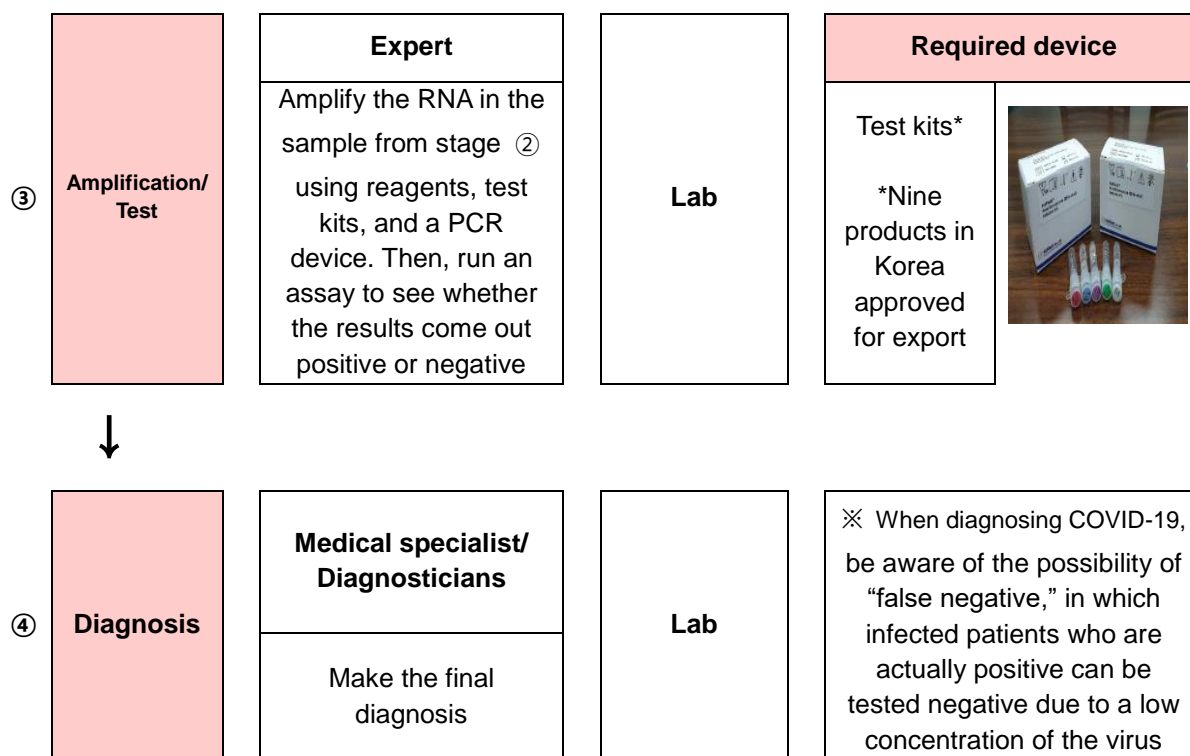 ③
Amplification/
Test
Expert
Amplify the RNA in the
sample from stage ②
using reagents, test
kits, and a PCR
device. Then, run an
assay to see whether
the results come out
positive or negative
Lab
Required device
Test kits*
*Nine
products in
Korea
approved
for export
↓
④
Diagnosis
Medical specialist/
Diagnosticians
Make the final
diagnosis
Lab
※ When diagnosing COVID-19,
be aware of the possibility of
“false negative,” in which
infected patients who are
actually positive can be
tested negative due to a low
concentration of the virus